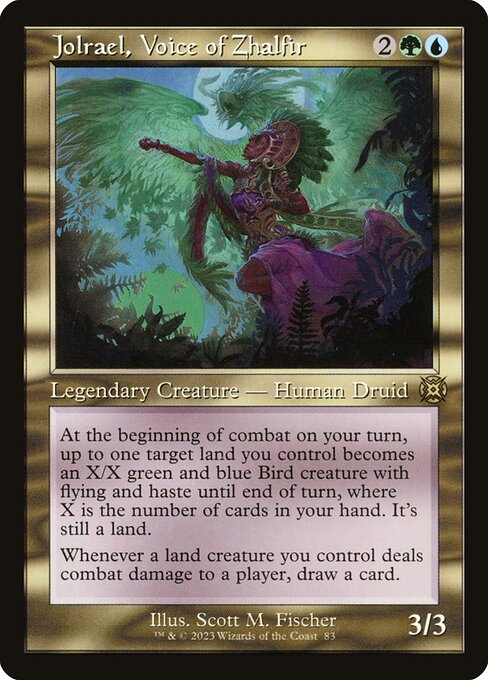 Jolrael, Voice of Zhalfir 2
Legendary Creature — Human Druid
At the beginning of combat on your turn,
up to one target land you control becomes
an X/X green and blue Bird creature with
flying and haste until end of turn, where
X is the number of cards in your hand. It's
still a land.
Whenever a land creature you control deals
combat damage to a player, draw a card.
Illus. Scott M. Fischer
™ & © 2023 Wizards of the Coast 83
3/3